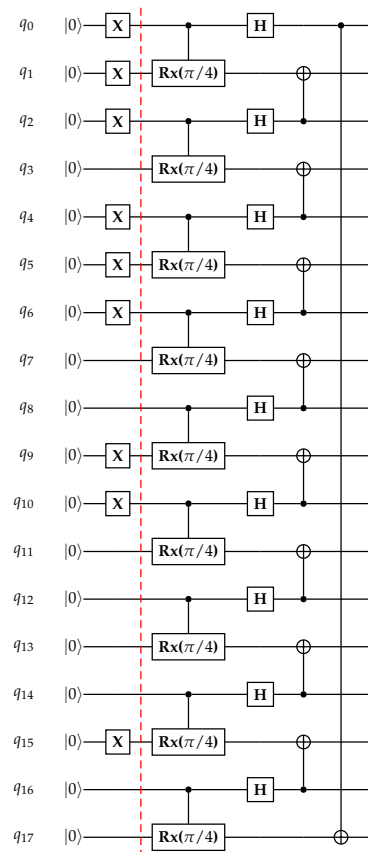 q0 |0⟩ X H
q1 |0⟩ X Rx(π/4)
q2 |0⟩ X H
q3 |0⟩ Rx(π/4)
q4 |0⟩ X H
q5 |0⟩ X Rx(π/4)
q6 |0⟩ X H
q7 |0⟩ Rx(π/4)
q8 |0⟩ H
q9 |0⟩ X Rx(π/4)
q10 |0⟩ X H
q11 |0⟩ Rx(π/4)
q12 |0⟩ H
q13 |0⟩ Rx(π/4)
q14 |0⟩ H
q15 |0⟩ X Rx(π/4)
q16 |0⟩ H
q17 |0⟩ Rx(π/4)